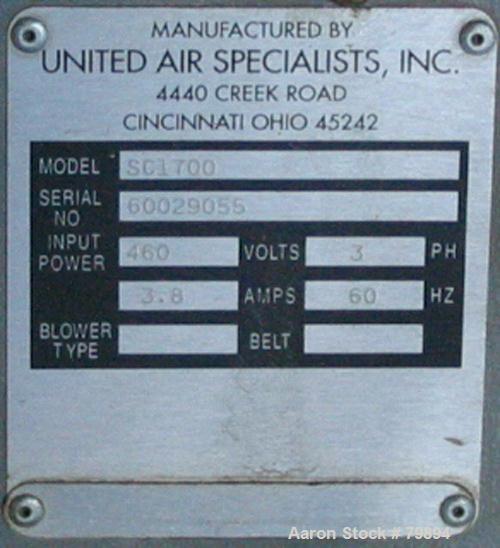 MANUFACTURED BY
UNITED AIR SPECIALISTS, INC.
4440 CREEK ROAD
CINCINNATI OHIO 45242
MODEL SC1700
SERIAL NO 60029055
INPUT POWER 460 VOLTS 3 PH
3.8 AMPS 60 HZ
BLOWER TYPE BELT
Aaron Stock # 79894